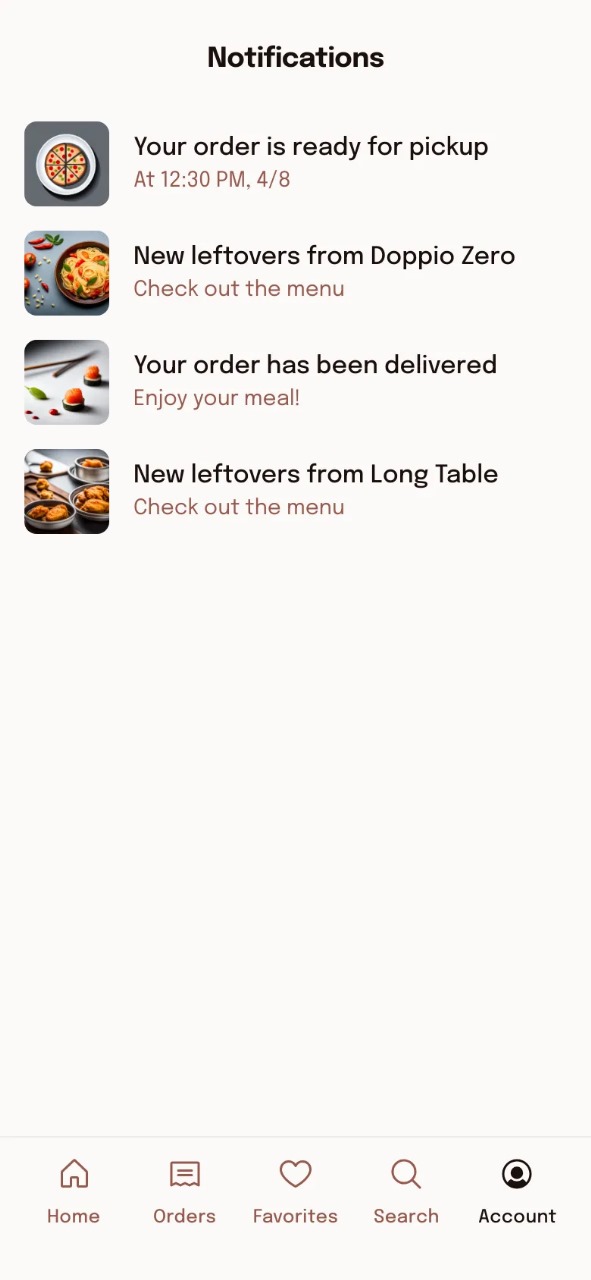 Notifications
Your order is ready for pickup
At 12:30 PM, 4/8
New leftovers from Doppio Zero
Check out the menu
Your order has been delivered
Enjoy your meal!
New leftovers from Long Table
Check out the menu
Home Orders Favorites Search Account